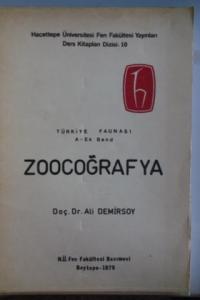 Hacettepe Üniversitesi Fen Fakültesi Yayınları
Ders Kitapları Dizisi: 10
TÜRKİYE FAUNASI
A-Ek Band
ZOOCOĞRAFYA
Doç. Dr. Ali DEMİRSOY
H.Ü. Fen Fakültesi Basımevi
Beytepe-1979